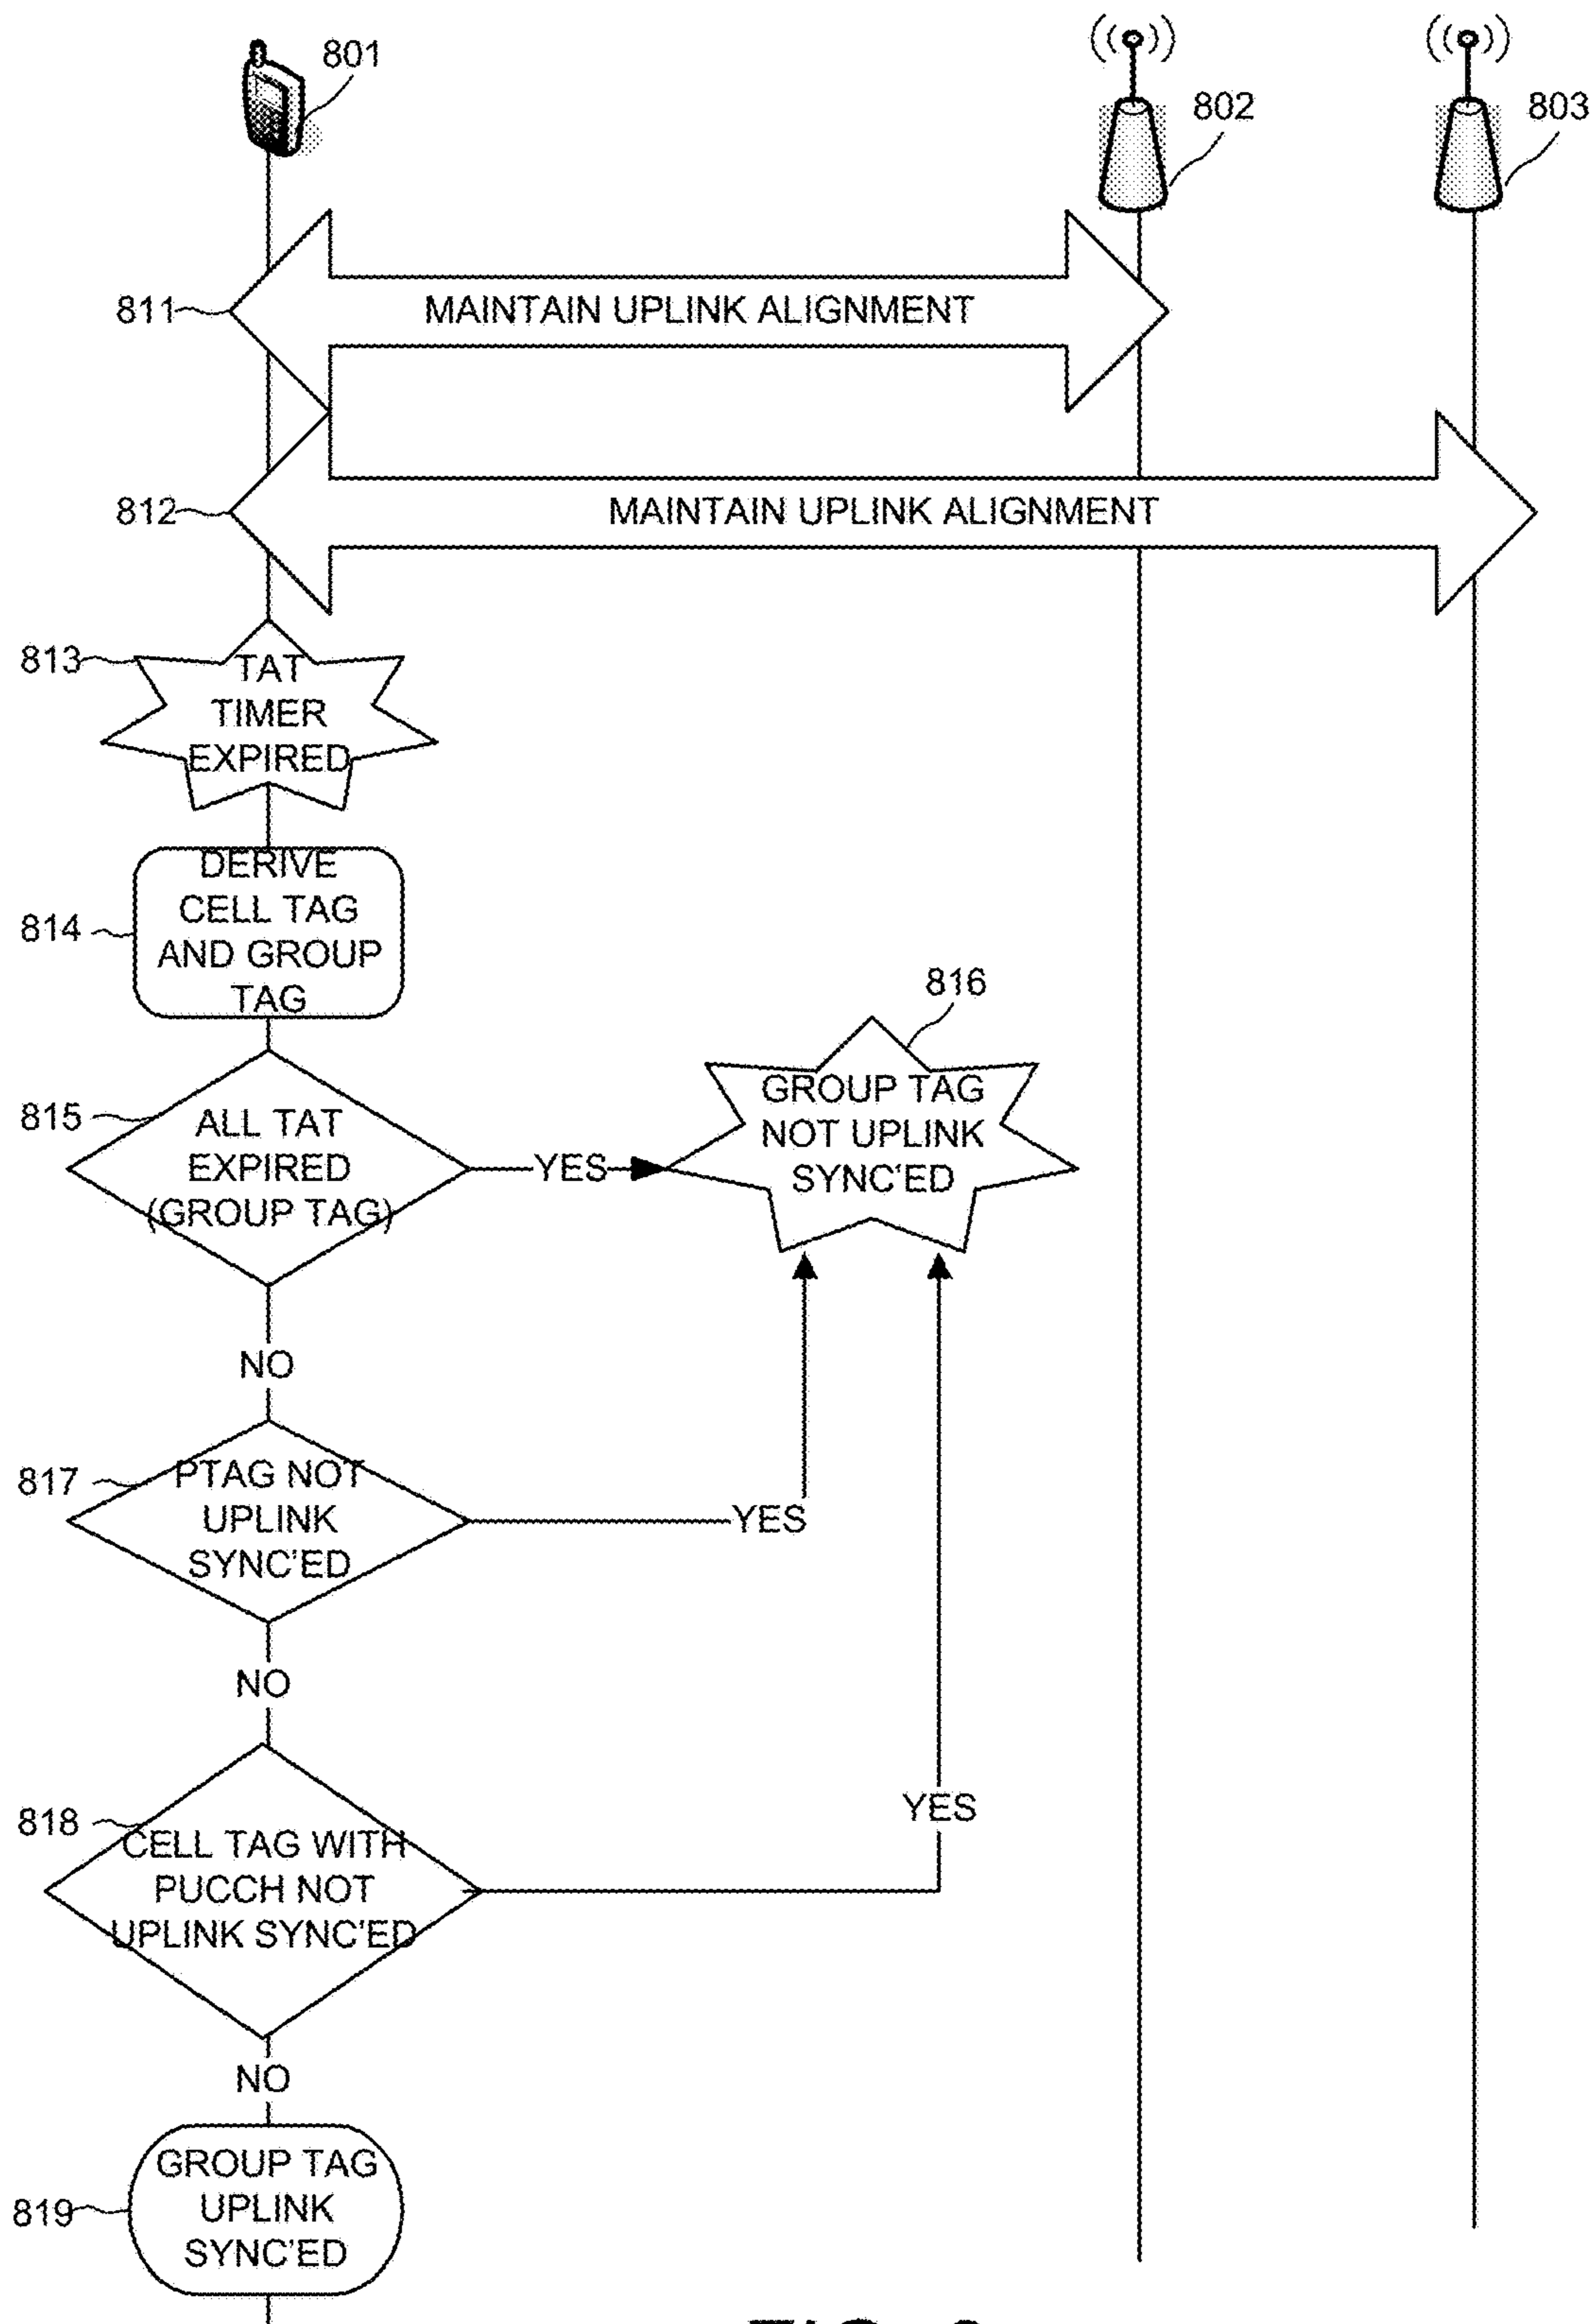 801
802
803
811
MAINTAIN UPLINK ALIGNMENT
812
MAINTAIN UPLINK ALIGNMENT
813
TAT
TIMER
EXPIRED
814
DERIVE
CELL TAG
AND GROUP
TAG
815
ALL TAT
EXPIRED
(GROUP TAG)
YES
816
GROUP TAG
NOT UPLINK
SYNC'ED
NO
817
PTAG NOT
UPLINK
SYNC'ED
YES
NO
818
CELL TAG WITH
PUCCH NOT
UPLINK SYNC'ED
YES
NO
819
GROUP TAG
UPLINK
SYNC'ED